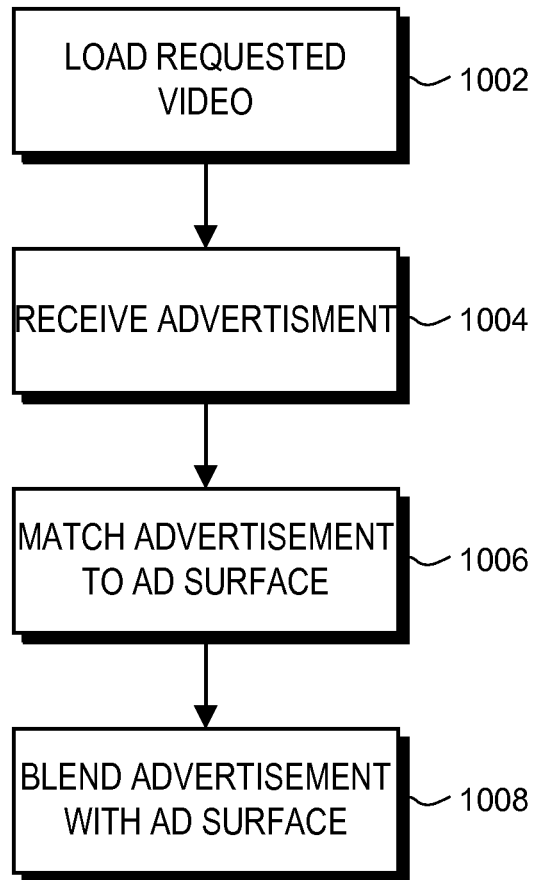 LOAD REQUESTED
VIDEO
1002
RECEIVE ADVERTISMENT
1004
MATCH ADVERTISEMENT
TO AD SURFACE
1006
BLEND ADVERTISEMENT
WITH AD SURFACE
1008